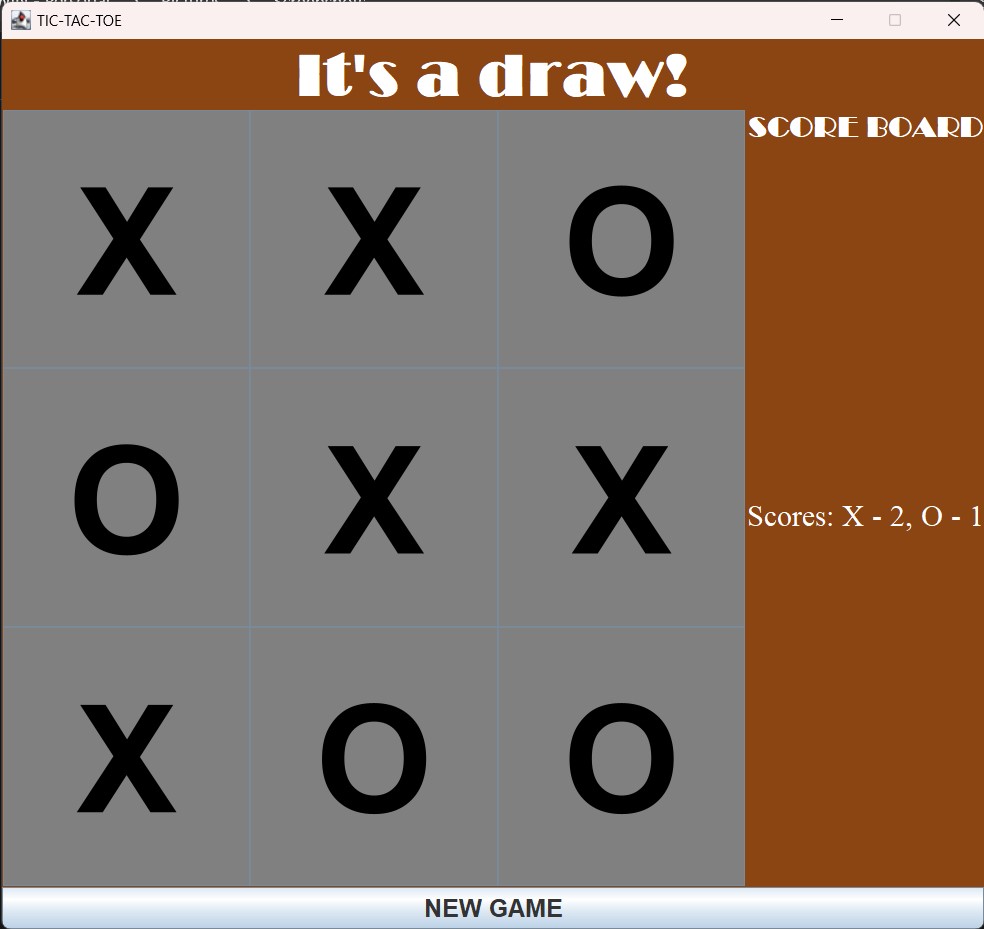 TIC-TAC-TOE
It's a draw!
SCORE BOARD
X X O
O X X
Scores: X - 2, O - 1
X O O
NEW GAME